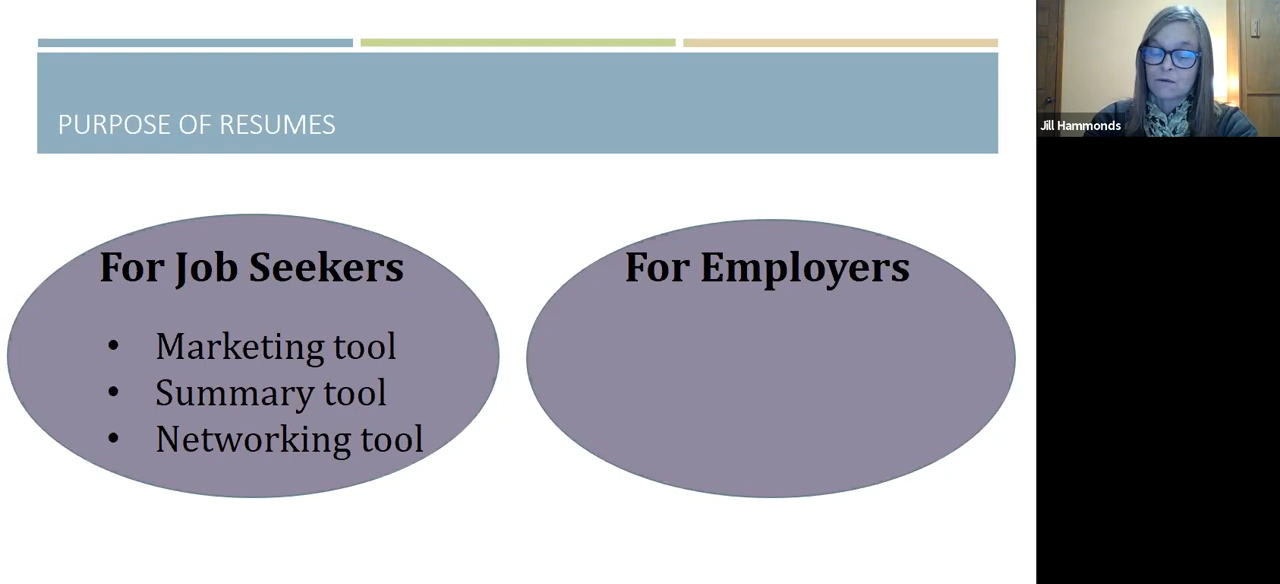 PURPOSE OF RESUMES
For Job Seekers
• Marketing tool
• Summary tool
• Networking tool
For Employers
Jill Hammonds